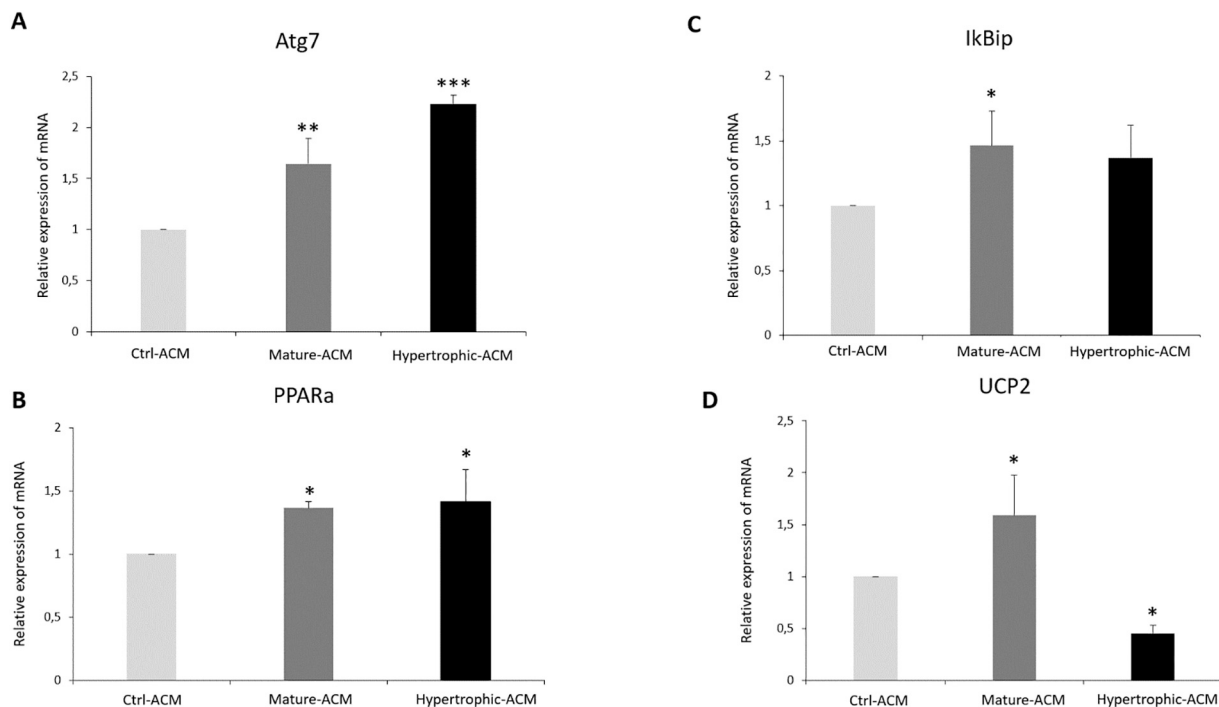 A
Atg7
Relative expression of mRNA
2,5
2
1,5
1
0,5
0
**
***
Ctrl-ACM
Mature-ACM
Hypertrophic-ACM
B
PPARa
Relative expression of mRNA
2
1,5
1
0,5
0
*
*
Ctrl-ACM
Mature-ACM
Hypertrophic-ACM
C
IkBip
Relative expression of mRNA
2
1,5
1
0,5
0
*
Ctrl-ACM
Mature-ACM
Hypertrophic-ACM
D
UCP2
Relative expression of mRNA
2,5
2
1,5
1
0,5
0
*
*
Ctrl-ACM
Mature-ACM
Hypertrophic-ACM